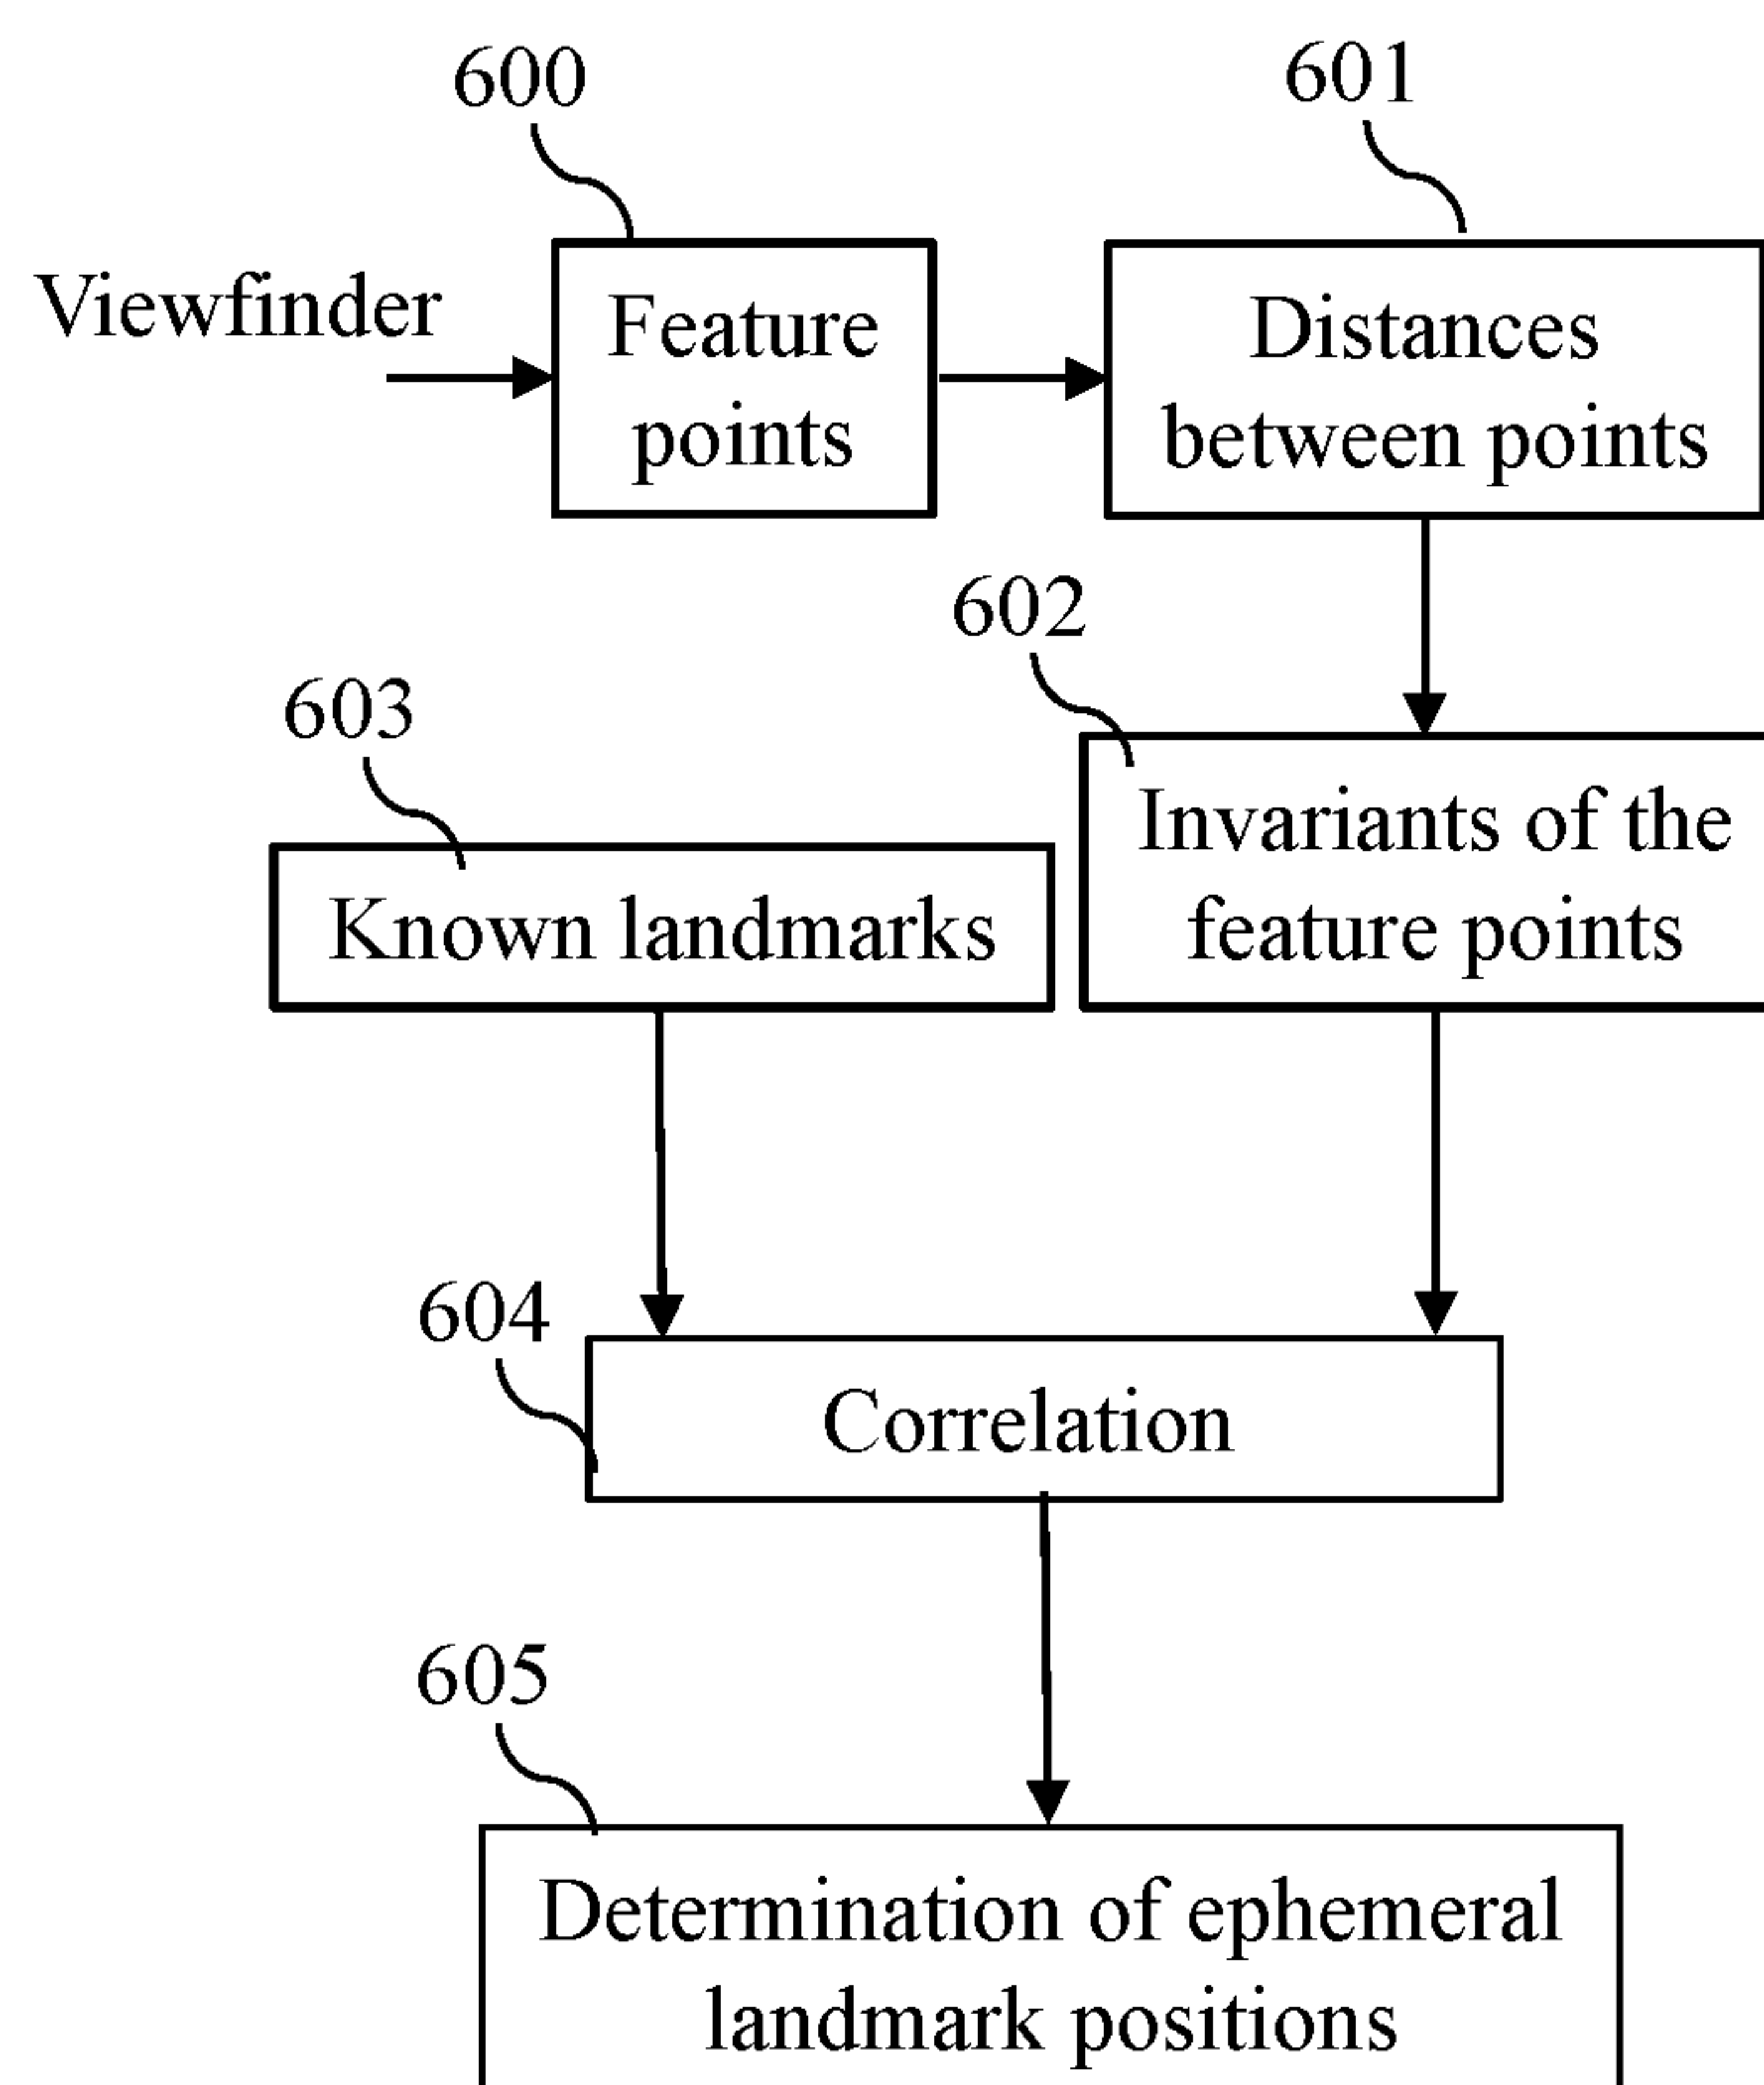 600
601
Viewfinder
Feature
points
Distances
between points
602
603
Invariants of the
feature points
Known landmarks
604
Correlation
605
Determination of ephemeral
landmark positions